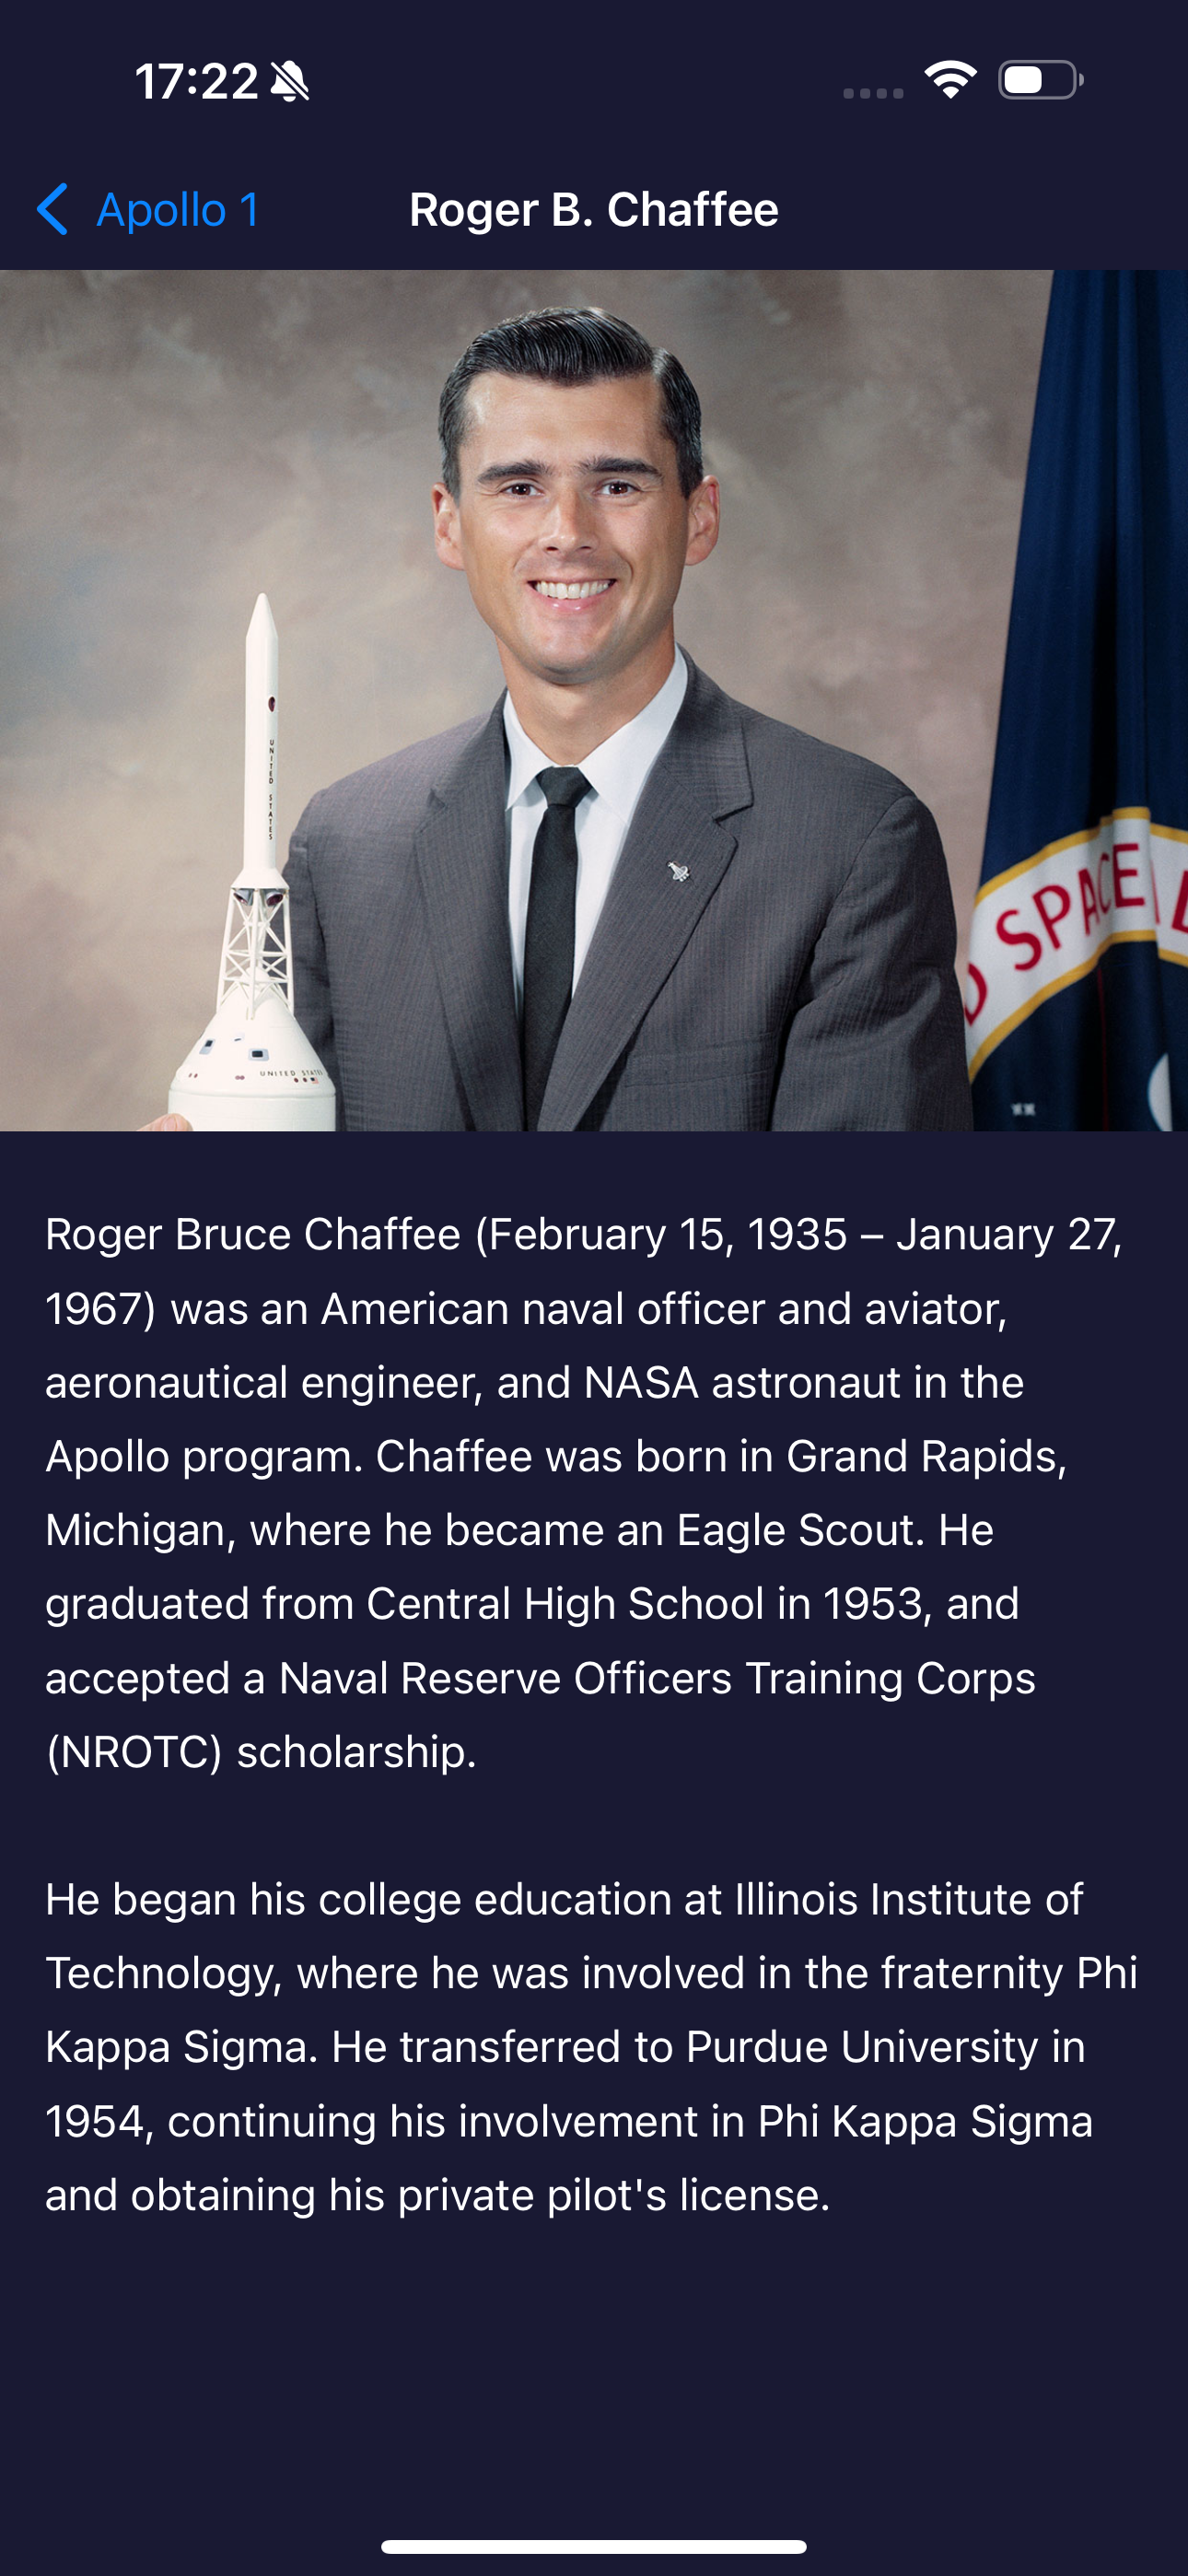 17:22
Apollo 1
Roger B. Chaffee
UNITED STATES
UNITED STATES
SPACE
Roger Bruce Chaffee (February 15, 1935 – January 27,
1967) was an American naval officer and aviator,
aeronautical engineer, and NASA astronaut in the
Apollo program. Chaffee was born in Grand Rapids,
Michigan, where he became an Eagle Scout. He
graduated from Central High School in 1953, and
accepted a Naval Reserve Officers Training Corps
(NROTC) scholarship.
He began his college education at Illinois Institute of
Technology, where he was involved in the fraternity Phi
Kappa Sigma. He transferred to Purdue University in
1954, continuing his involvement in Phi Kappa Sigma
and obtaining his private pilot's license.